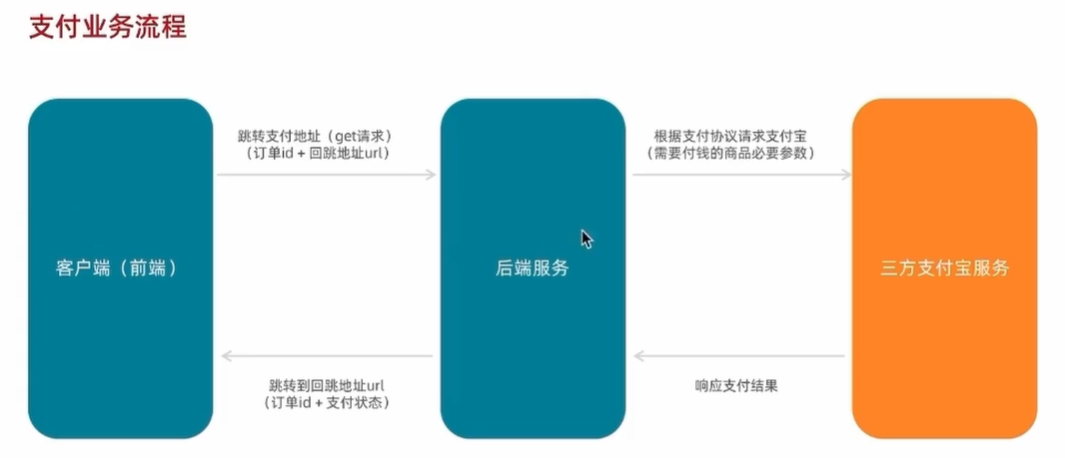 支付业务流程
跳转支付地址（get请求）
（订单id + 回跳地址url）
根据支付协议请求支付宝
（需要付钱的商品必要参数）
客户端（前端）
后端服务
三方支付宝服务
跳转到回跳地址url
（订单id + 支付状态）
响应支付结果